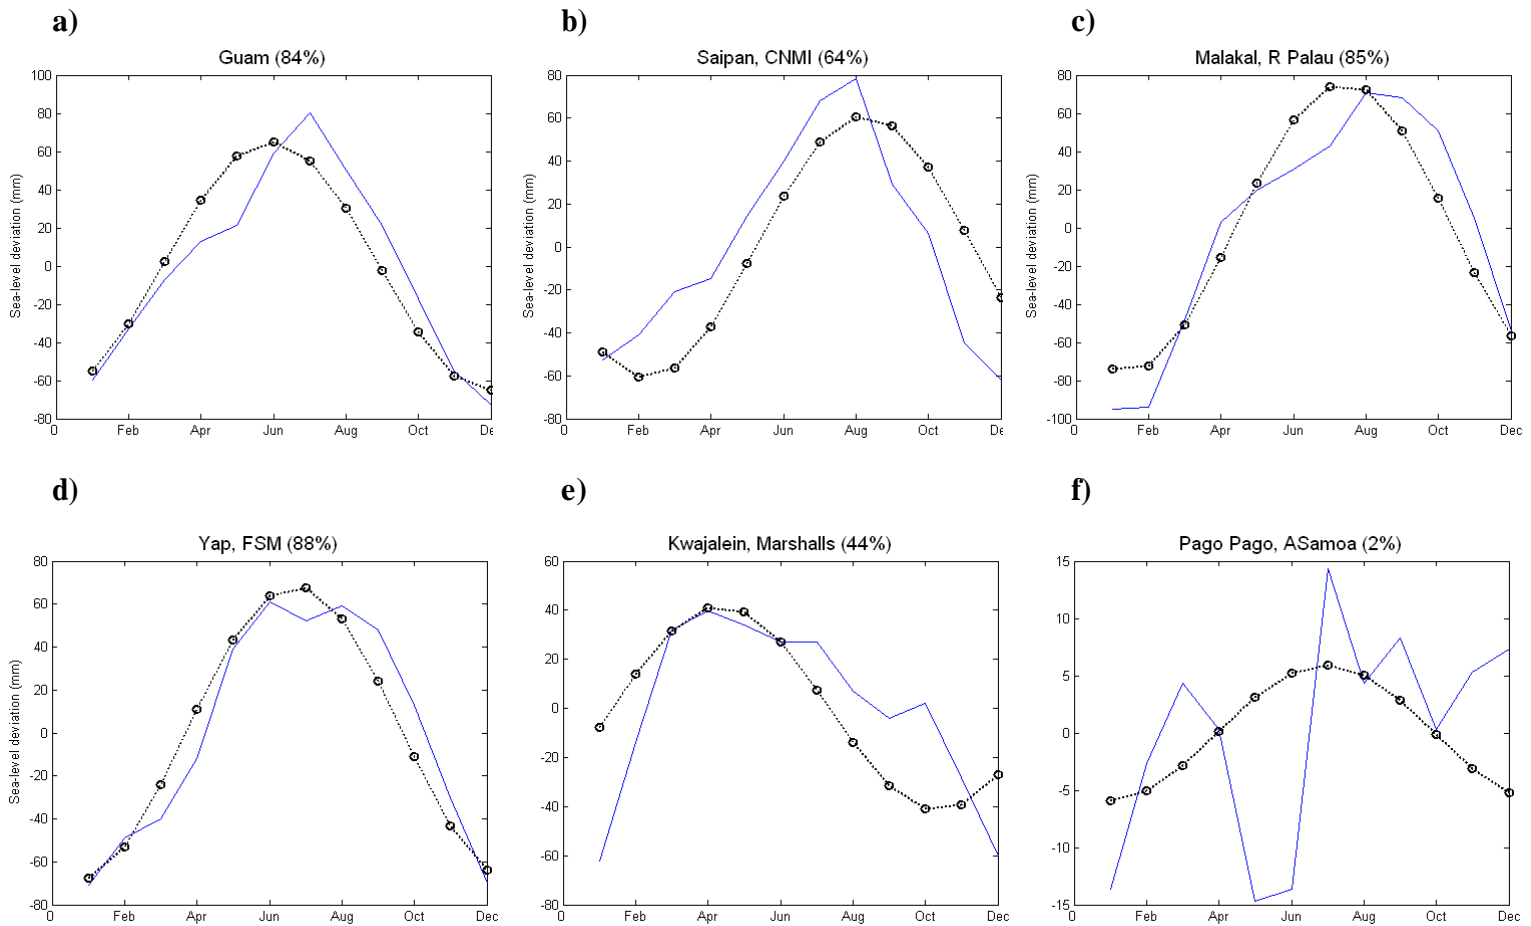 a)
Guam (84%)
Sea-level deviation (mm)
100
80
60
40
20
0
-20
-40
-60
-80
0 Feb Apr Jun Aug Oct De
b)
Saipan, CNMI (64%)
Sea-level deviation (mm)
80
60
40
20
0
-20
-40
-60
-80
0 Feb Apr Jun Aug Oct De
c)
Malakal, R Palau (85%)
Sea-level deviation (mm)
80
60
40
20
0
-20
-40
-60
-80
-100
0 Feb Apr Jun Aug Oct Dec
d)
Yap, FSM (88%)
Sea-level deviation (mm)
80
60
40
20
0
-20
-40
-60
-80
0 Feb Apr Jun Aug Oct Dec
e)
Kwajalein, Marshalls (44%)
60
40
20
0
-20
-40
-60
-80
0 Feb Apr Jun Aug Oct Dec
f)
Pago Pago, ASamoa (2%)
15
10
5
0
-5
-10
-15
0 Feb Apr Jun Aug Oct Dec